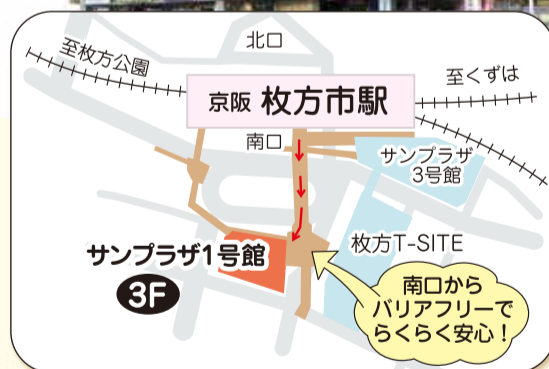 北口
至枚方公園
至くずは
京阪 枚方市駅
南口
サンプラザ
3号館
サンプラザ1号館
3F
枚方T-SITE
南口から
バリアフリーで
らくらく安心！